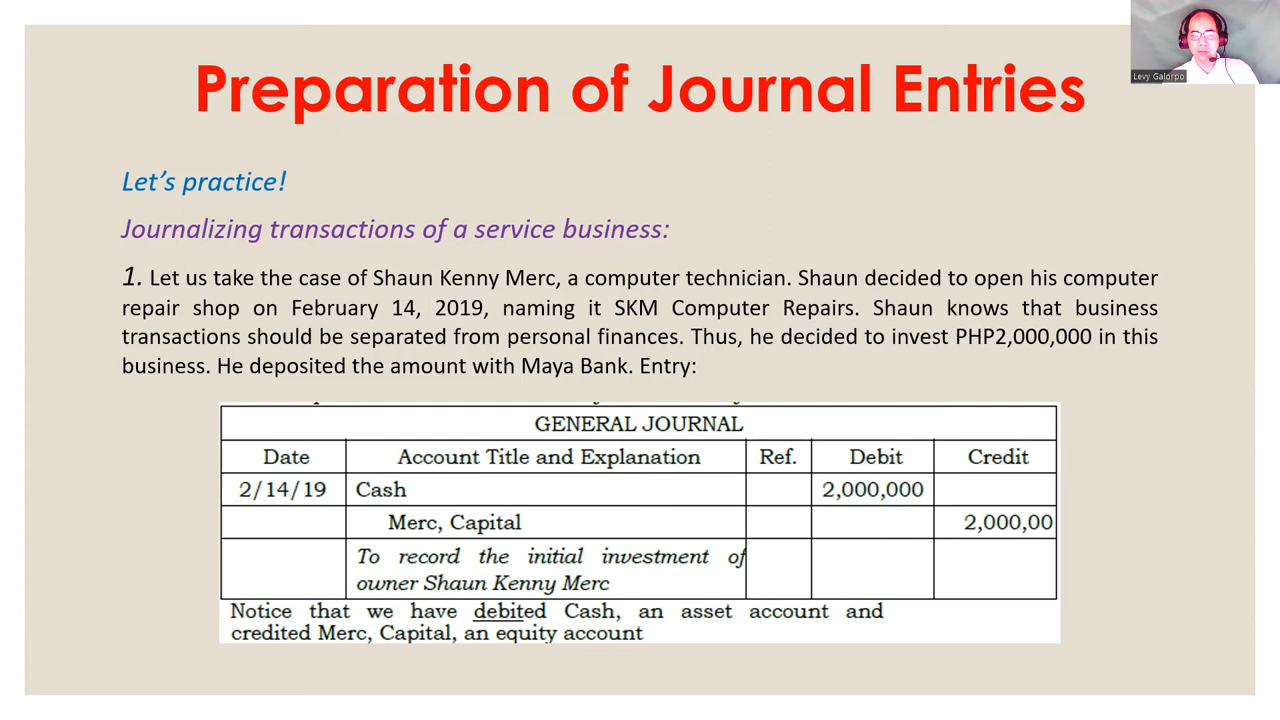 Levy Galorpo
Preparation of Journal Entries
Let's practice!
Journalizing transactions of a service business:
1. Let us take the case of Shaun Kenny Merc, a computer technician. Shaun decided to open his computer
repair shop on February 14, 2019, naming it SKM Computer Repairs. Shaun knows that business
transactions should be separated from personal finances. Thus, he decided to invest PHP2,000,000 in this
business. He deposited the amount with Maya Bank. Entry:
GENERAL JOURNAL
Date Account Title and Explanation Ref. Debit Credit
2/14/19 Cash 2,000,000
Merc, Capital 2,000,00
To record the initial investment of
owner Shaun Kenny Merc
Notice that we have debited Cash, an asset account and
credited Merc, Capital, an equity account